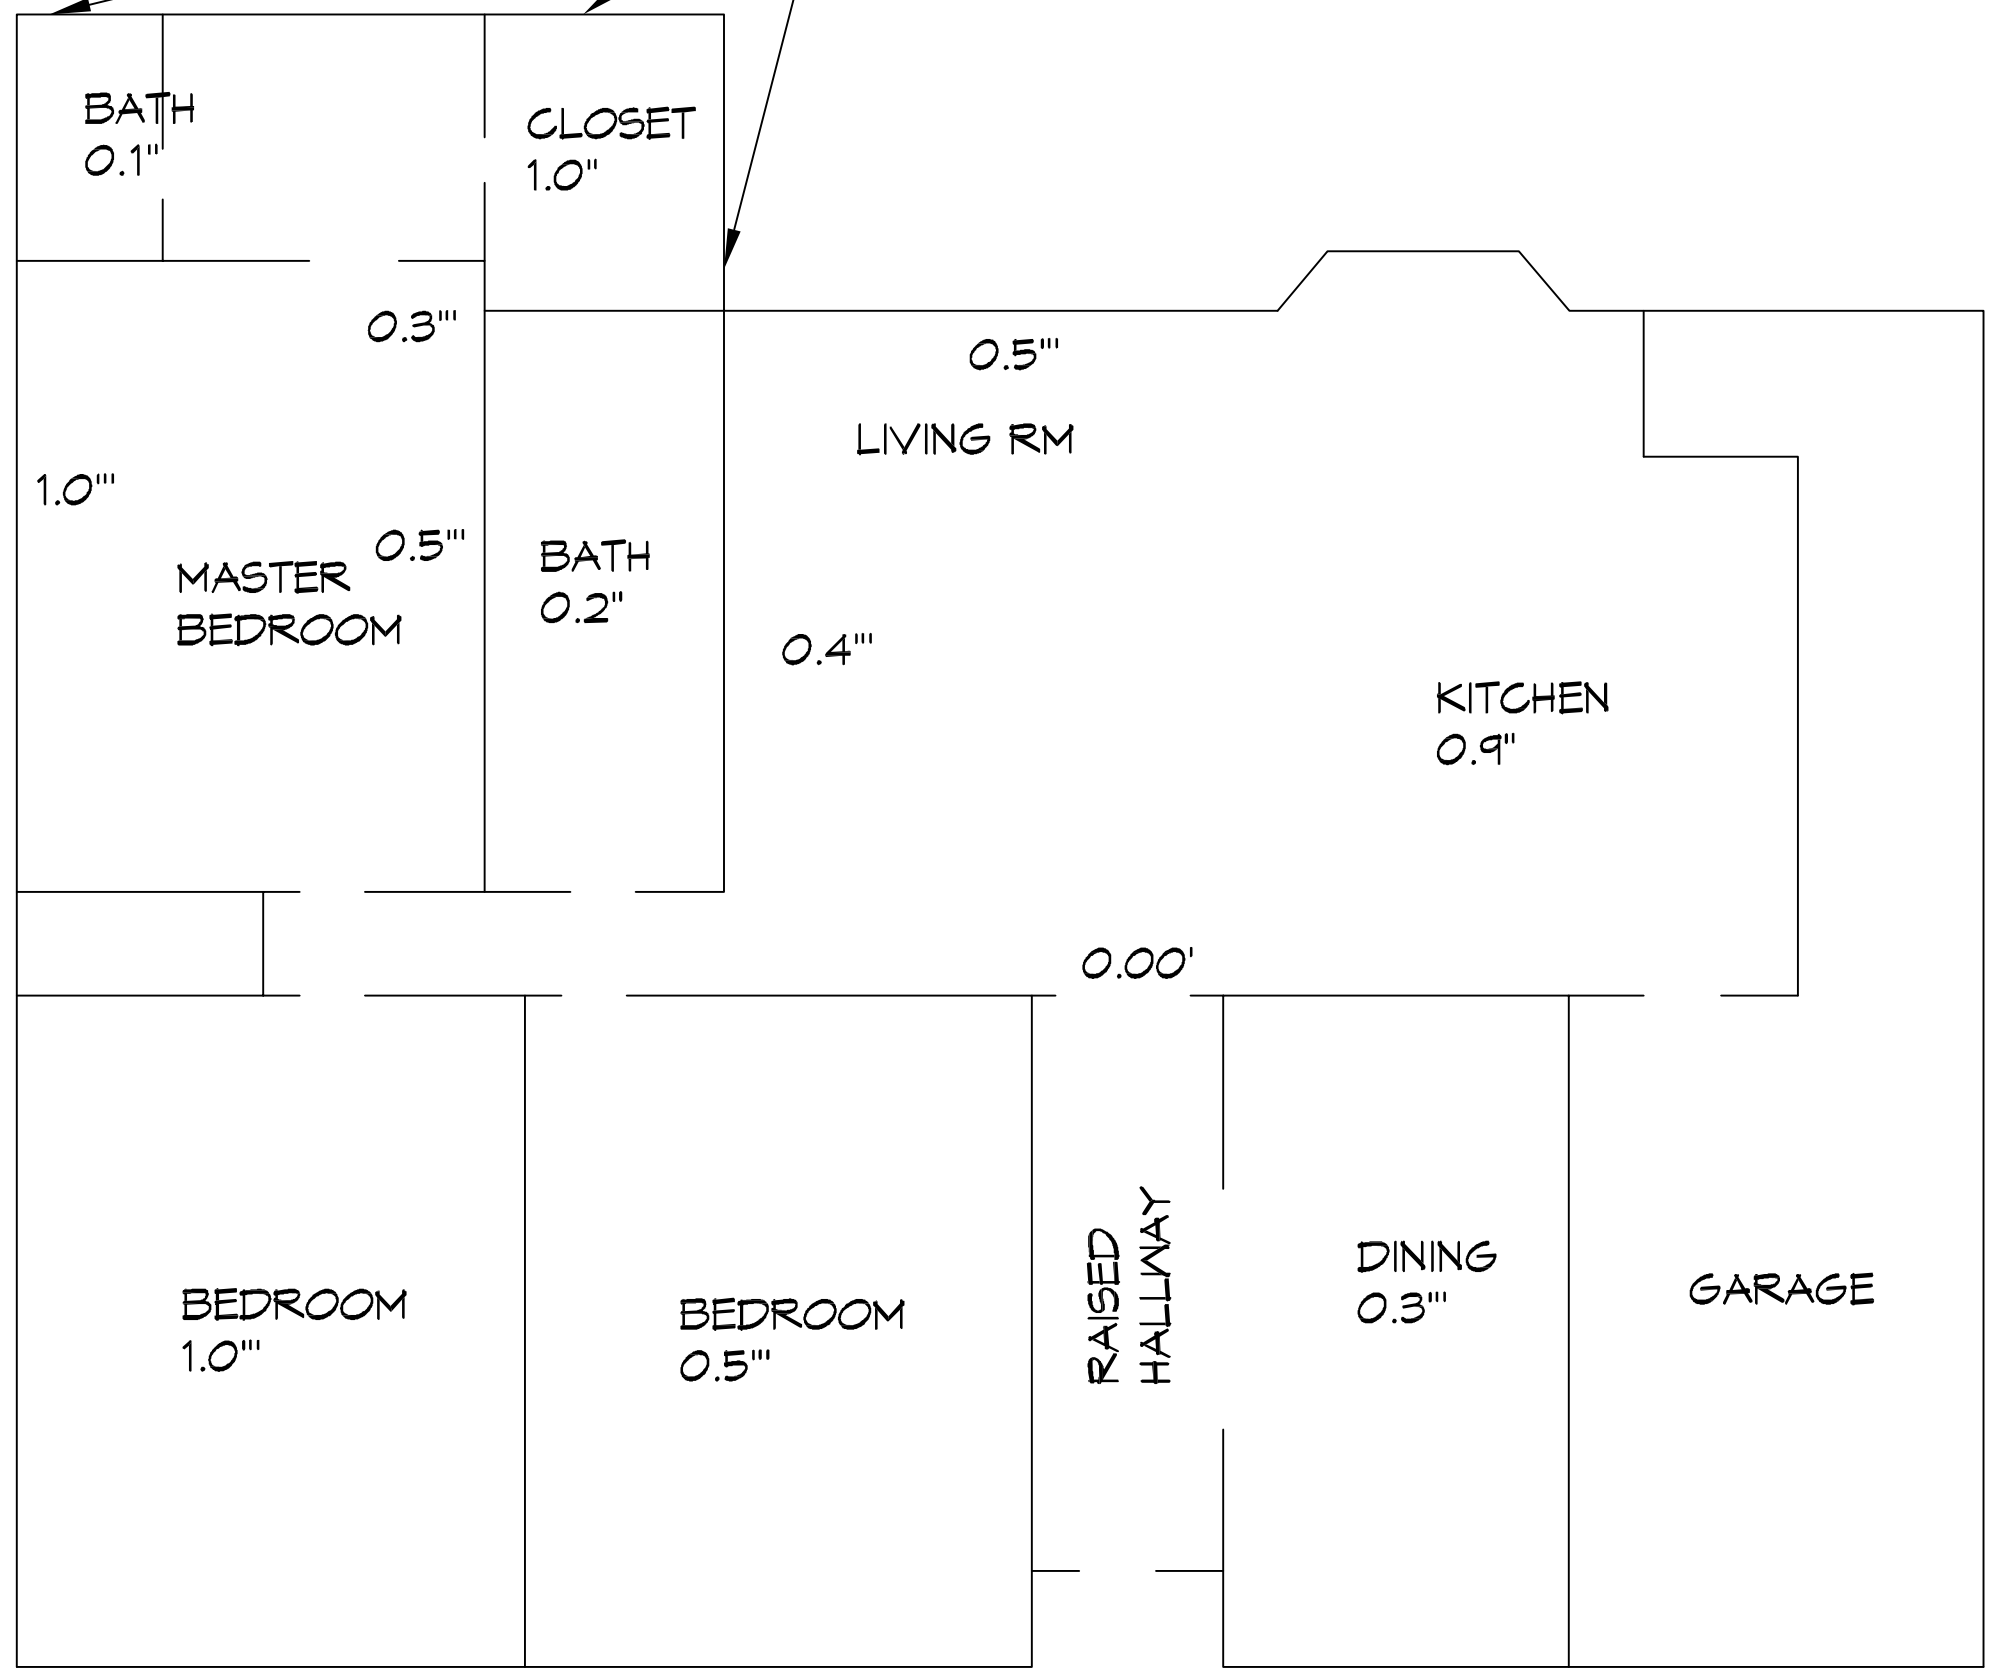 BATH
0.1"
CLOSET
1.0"
0.3'''
0.5'''
LIVING RM
1.0'''
0.5'''
MASTER
BEDROOM
BATH
0.2"
0.4'''
KITCHEN
0.9"
0.00'
RAISED
HALLWAY
DINING
0.3'''
GARAGE
BEDROOM
1.0'''
BEDROOM
0.5'''